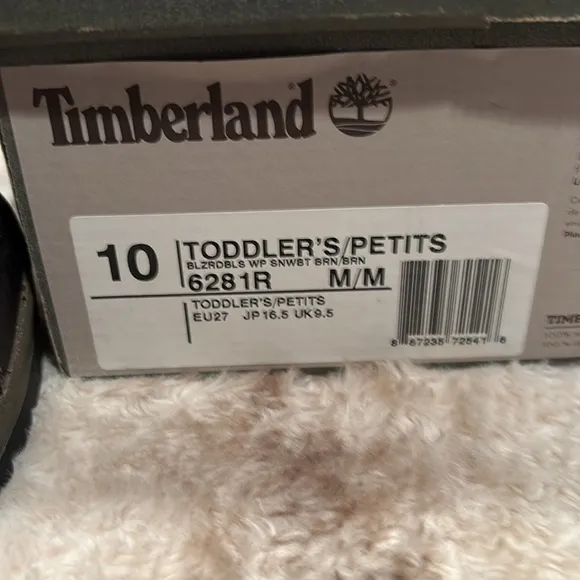 Timberland
10
TODDLER'S/PETITS
BLZRDBLS WP SNWBT BRN/BRN
6281R M/M
TODDLER'S/PETITS
EU27 JP16.5 UK9.5
8 87235 72541 6